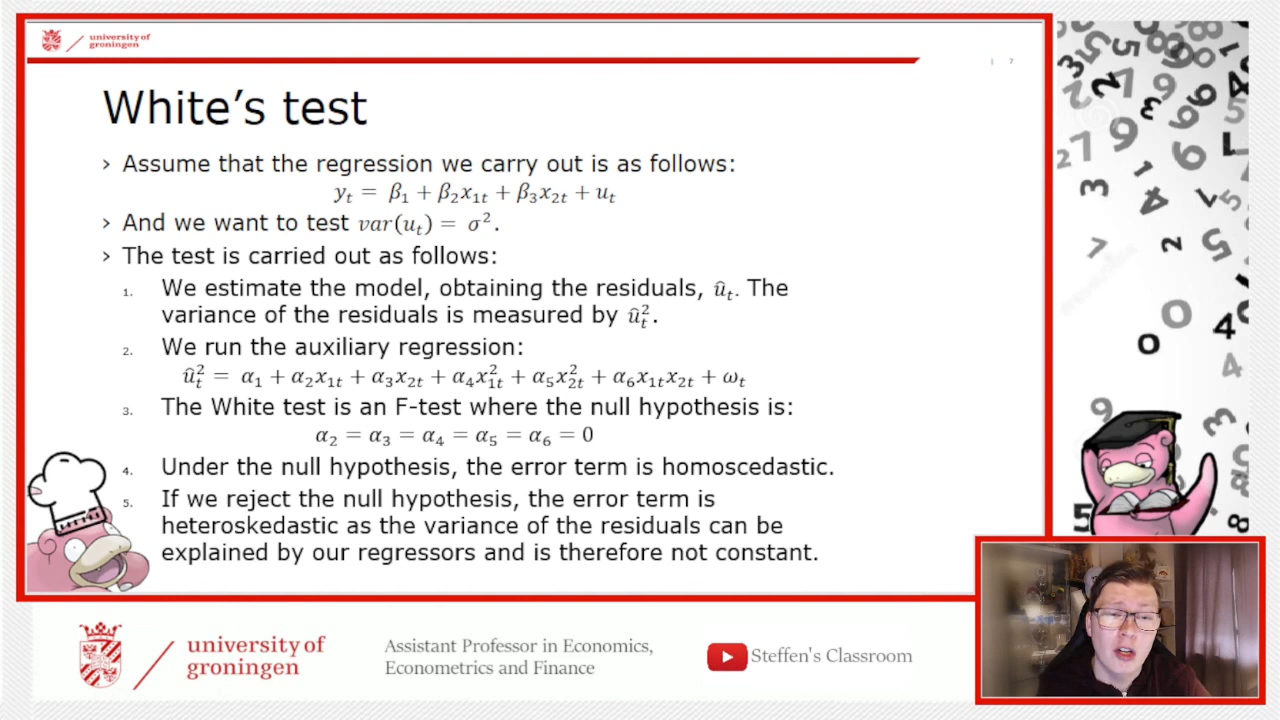 university of
groningen
| 7
White’s test
› Assume that the regression we carry out is as follows:
yₜ = β₁ + β₂x₁ₜ + β₃x₂ₜ + uₜ
› And we want to test var(uₜ) = σ².
› The test is carried out as follows:
1. We estimate the model, obtaining the residuals, ûₜ. The
variance of the residuals is measured by ûₜ².
2. We run the auxiliary regression:
ûₜ² = α₁ + α₂x₁ₜ + α₃x₂ₜ + α₄x₁ₜ² + α₅x₂ₜ² + α₆x₁ₜx₂ₜ + ωₜ
3. The White test is an F-test where the null hypothesis is:
α₂ = α₃ = α₄ = α₅ = α₆ = 0
4. Under the null hypothesis, the error term is homoscedastic.
5. If we reject the null hypothesis, the error term is
heteroskedastic as the variance of the residuals can be
explained by our regressors and is therefore not constant.
university of
groningen
Assistant Professor in Economics,
Econometrics and Finance
Steffen's Classroom